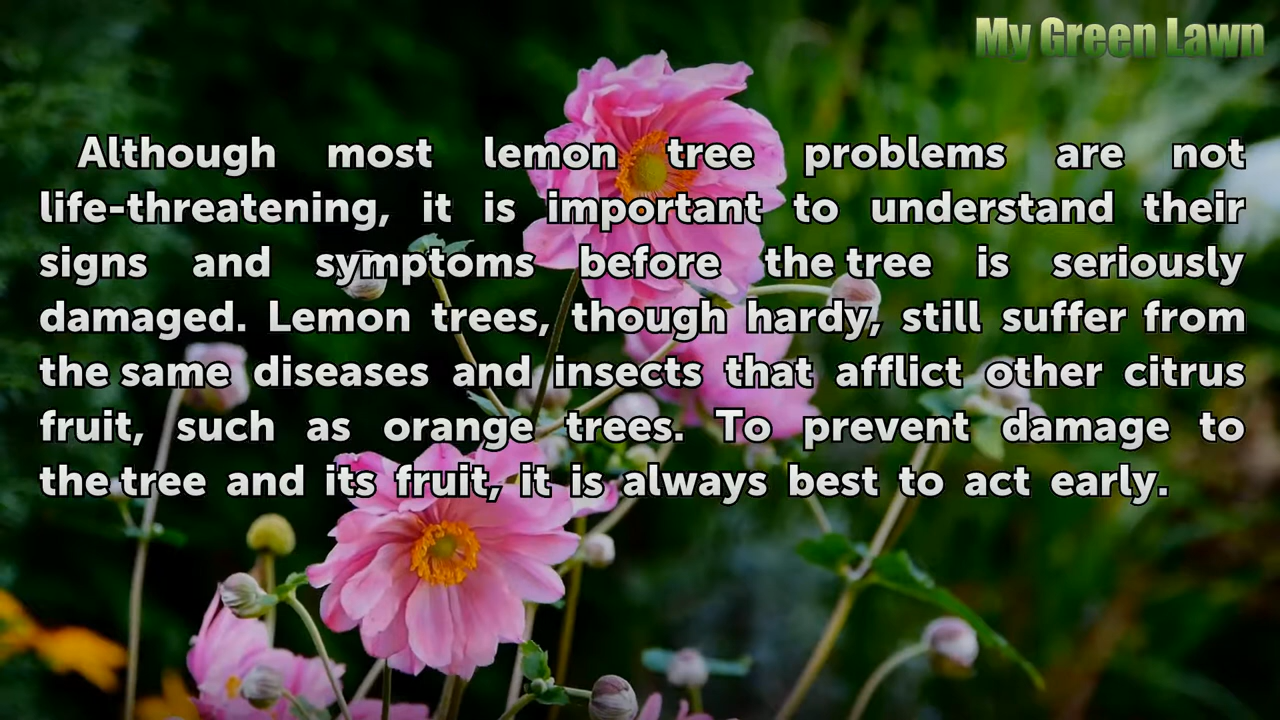 My Green Lawn
Although most lemon tree problems are not
life-threatening, it is important to understand their
signs and symptoms before the tree is seriously
damaged. Lemon trees, though hardy, still suffer from
the same diseases and insects that afflict other citrus
fruit, such as orange trees. To prevent damage to
the tree and its fruit, it is always best to act early.